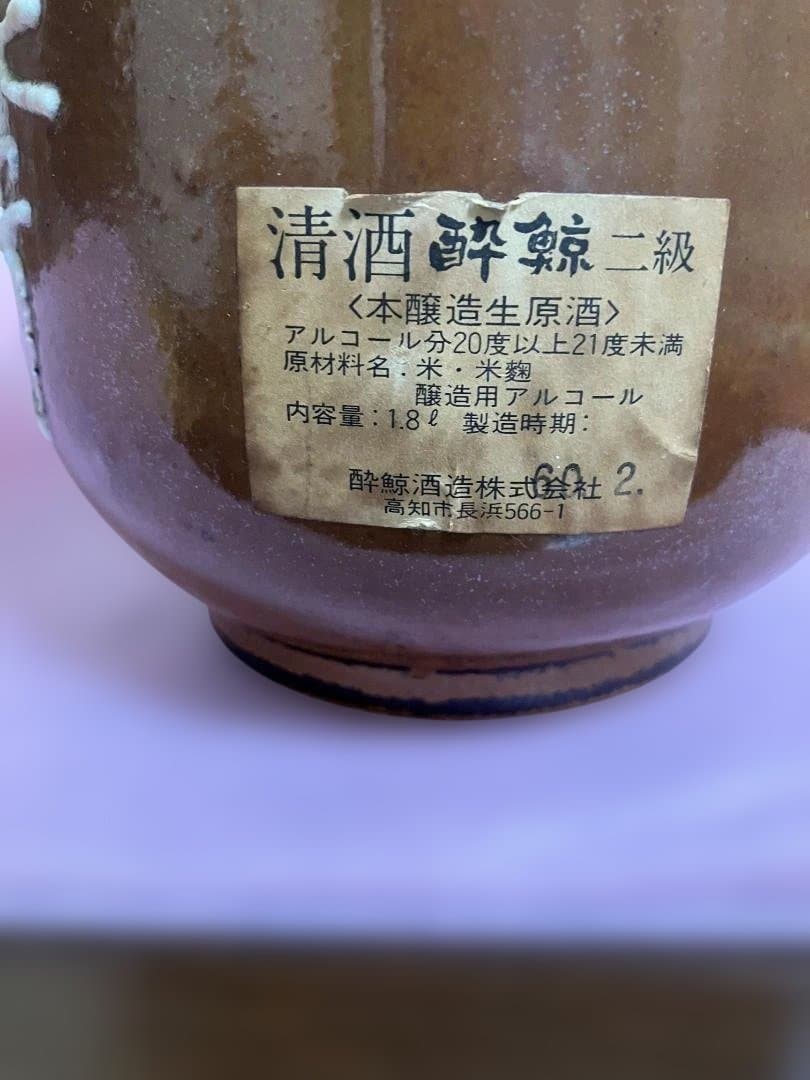 清酒 酔鯨 二級
〈本醸造生原酒〉
アルコール分20度以上21度未満
原材料名：米・米麹
醸造用アルコール
内容量：1.8ℓ 製造時期：
60. 2.
酔鯨酒造株式会社
高知市長浜566-1